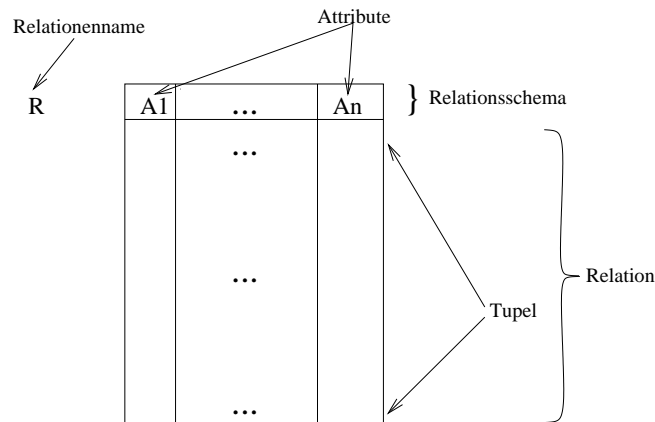 Relationenname
Attribute
R
A1 ... An
} Relationsschema
...
...
Relation
Tupel
...